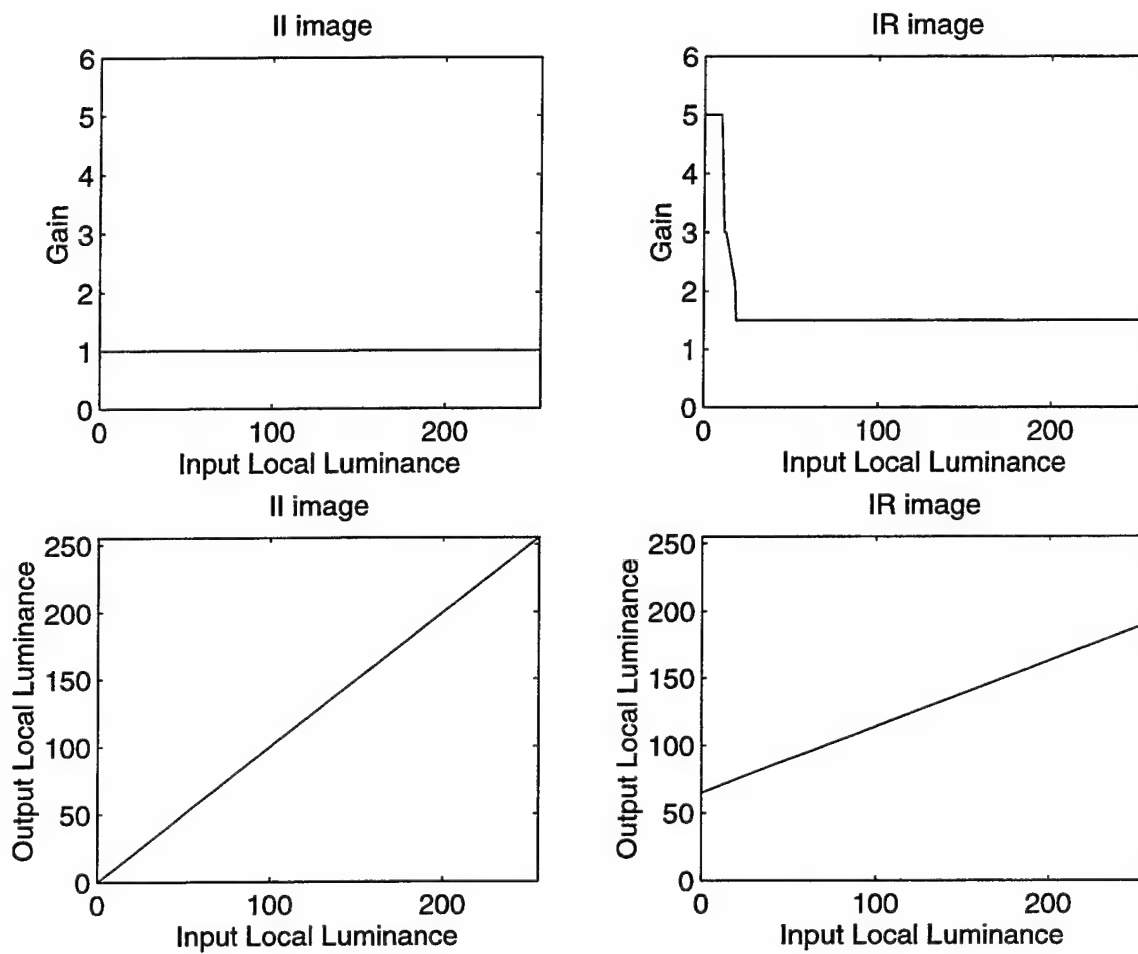 II image
6
5
4
3
2
1
0
Gain
0 100 200
Input Local Luminance
IR image
6
5
4
3
2
1
0
Gain
0 100 200
Input Local Luminance
II image
250
200
150
100
50
0
Output Local Luminance
0 100 200
Input Local Luminance
IR image
250
200
150
100
50
0
Output Local Luminance
0 100 200
Input Local Luminance